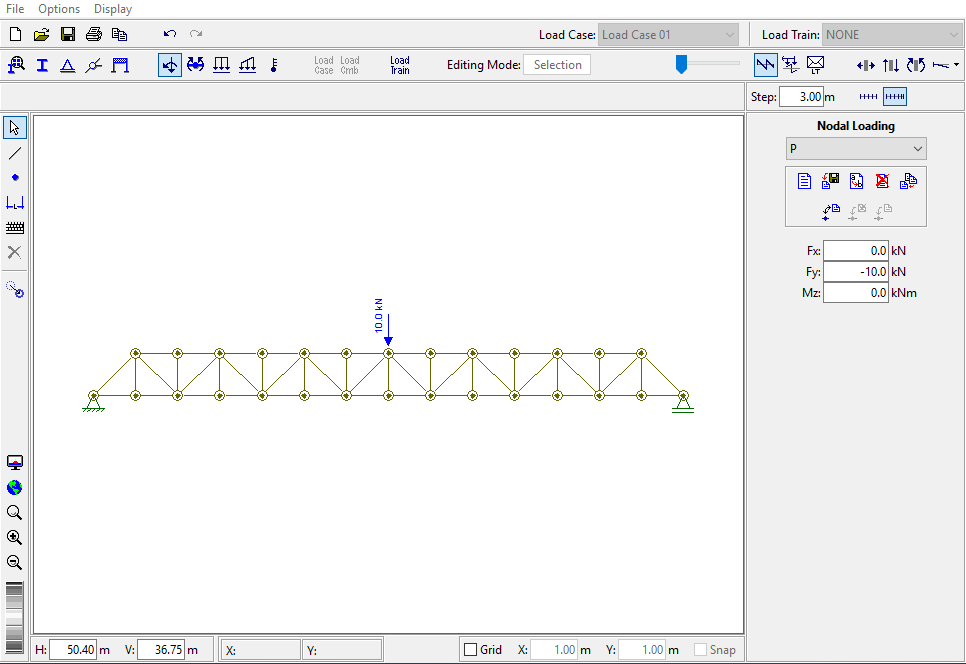 File Options Display
Load Case: Load Case 01 Load Train: NONE
Load Case Load Cmb Load Train Editing Mode: Selection
Step: 3.00 m
Nodal Loading
P
Fx: 0.0 kN
Fy: -10.0 kN
Mz: 0.0 kNm
10.0 kN
H: 50.40 m V: 36.75 m X: Y: Grid X: 1.00 m Y: 1.00 m Snap